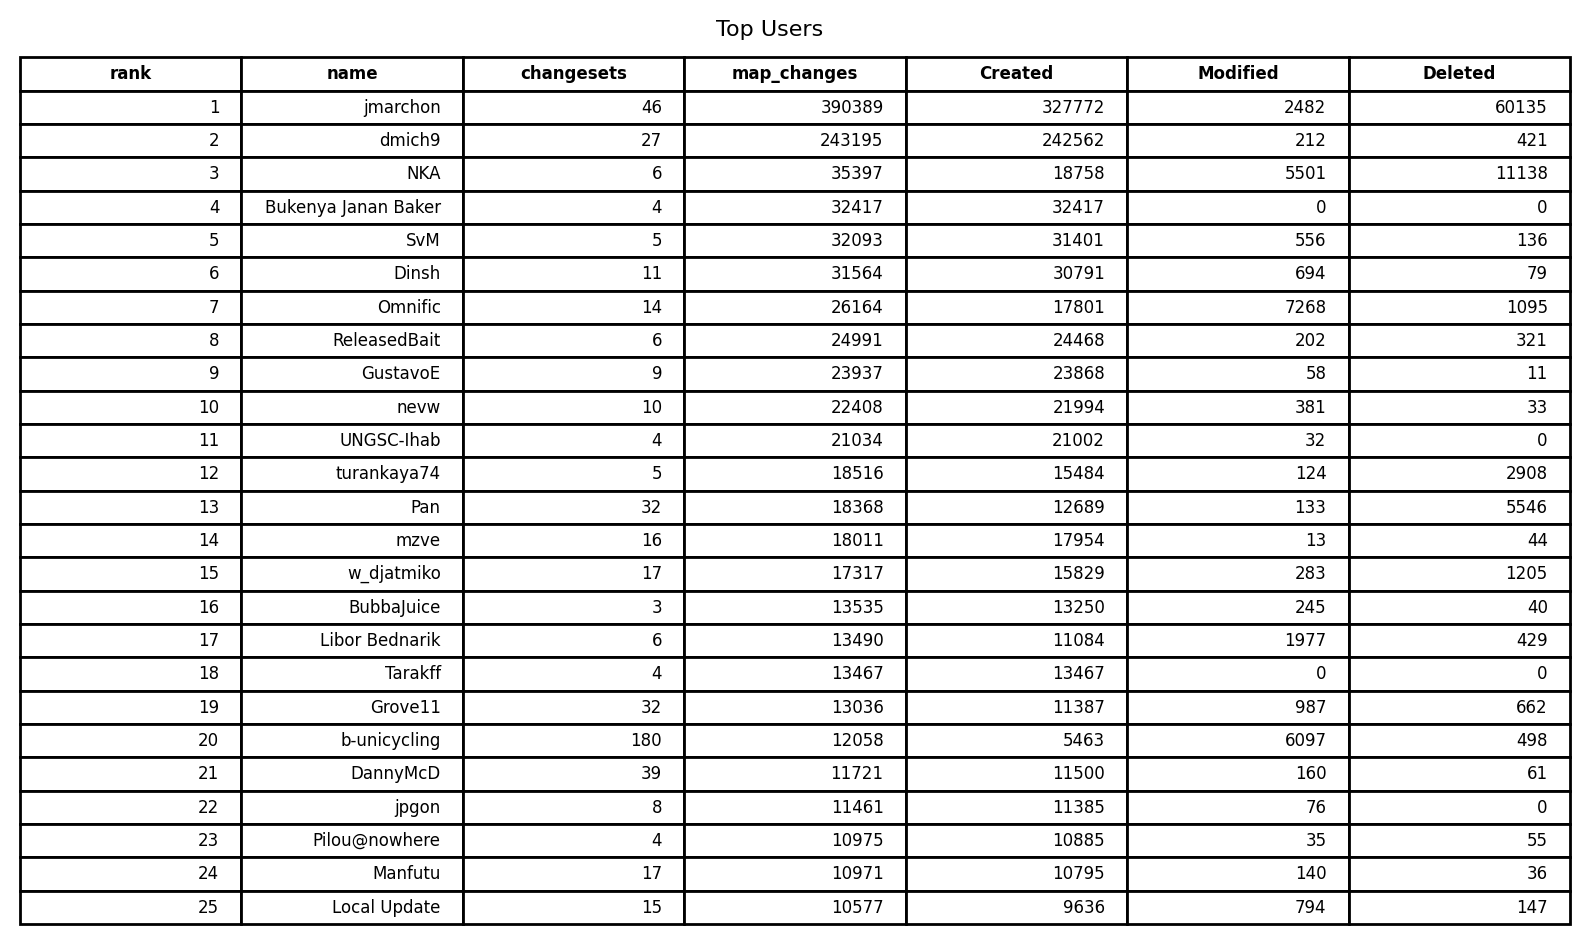 Top Users
rank name changesets map_changes Created Modified Deleted
1 jmarchon 46 390389 327772 2482 60135
2 dmich9 27 243195 242562 212 421
3 NKA 6 35397 18758 5501 11138
4 Bukenya Janan Baker 4 32417 32417 0 0
5 SvM 5 32093 31401 556 136
6 Dinsh 11 31564 30791 694 79
7 Omnific 14 26164 17801 7268 1095
8 ReleasedBait 6 24991 24468 202 321
9 GustavoE 9 23937 23868 58 11
10 nevw 10 22408 21994 381 33
11 UNGSC-Ihab 4 21034 21002 32 0
12 turankaya74 5 18516 15484 124 2908
13 Pan 32 18368 12689 133 5546
14 mzve 16 18011 17954 13 44
15 w_djatmiko 17 17317 15829 283 1205
16 BubbaJuice 3 13535 13250 245 40
17 Libor Bednarik 6 13490 11084 1977 429
18 Tarakff 4 13467 13467 0 0
19 Grove11 32 13036 11387 987 662
20 b-unicycling 180 12058 5463 6097 498
21 DannyMcD 39 11721 11500 160 61
22 jpgon 8 11461 11385 76 0
23 Pilou@nowhere 4 10975 10885 35 55
24 Manfutu 17 10971 10795 140 36
25 Local Update 15 10577 9636 794 147